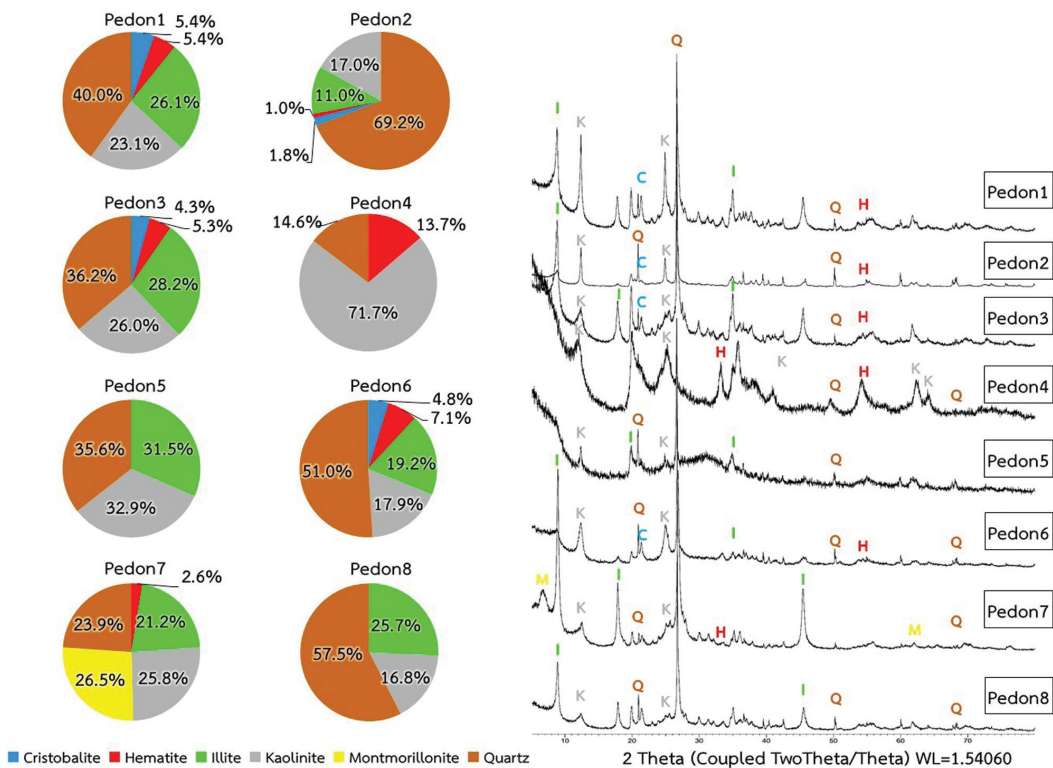 Pedon1
5.4%
5.4%
26.1%
23.1%
40.0%
Pedon2
17.0%
11.0%
1.0%
1.8%
69.2%
Pedon3
4.3%
5.3%
28.2%
26.0%
36.2%
Pedon4
14.6%
13.7%
71.7%
Pedon5
35.6%
31.5%
32.9%
Pedon6
4.8%
7.1%
19.2%
17.9%
51.0%
Pedon7
2.6%
21.2%
25.8%
26.5%
23.9%
Pedon8
25.7%
16.8%
57.5%
Cristobalite Hematite Illite Kaolinite Montmorillonite Quartz
Q
I K K I
C Q H
Pedon1
I K Q C K Q H
Pedon2
K I C K I Q H
Pedon3
K K H K Q H K K Q
Pedon4
K I Q K I Q Q
Pedon5
I K Q C K I Q H Q
Pedon6
M K I Q K H I M Q
Pedon7
I K Q K I Q Q
Pedon8
10 20 30 40 50 60 70
2 Theta (Coupled TwoTheta/Theta) WL=1.54060